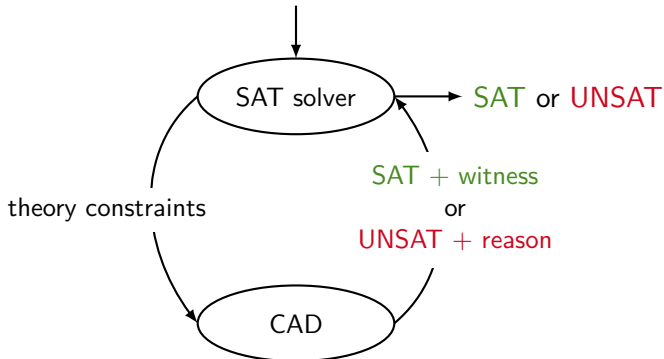 SAT solver
SAT or UNSAT
SAT + witness
theory constraints
or
UNSAT + reason
CAD